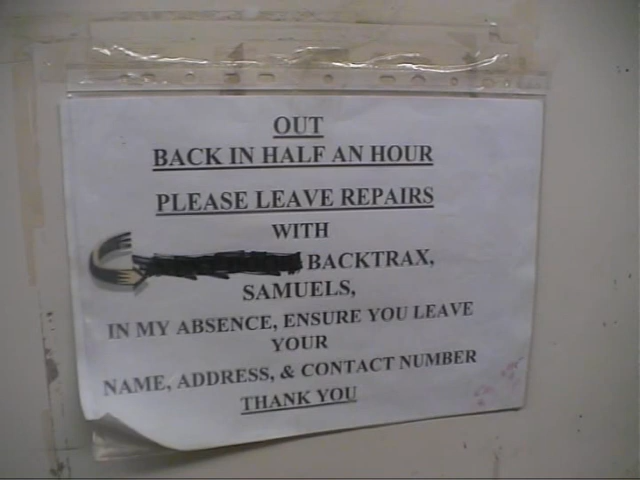 OUT
BACK IN HALF AN HOUR
PLEASE LEAVE REPAIRS
WITH
BACKTRAX,
SAMUELS,
IN MY ABSENCE, ENSURE YOU LEAVE
YOUR
NAME, ADDRESS, & CONTACT NUMBER
THANK YOU